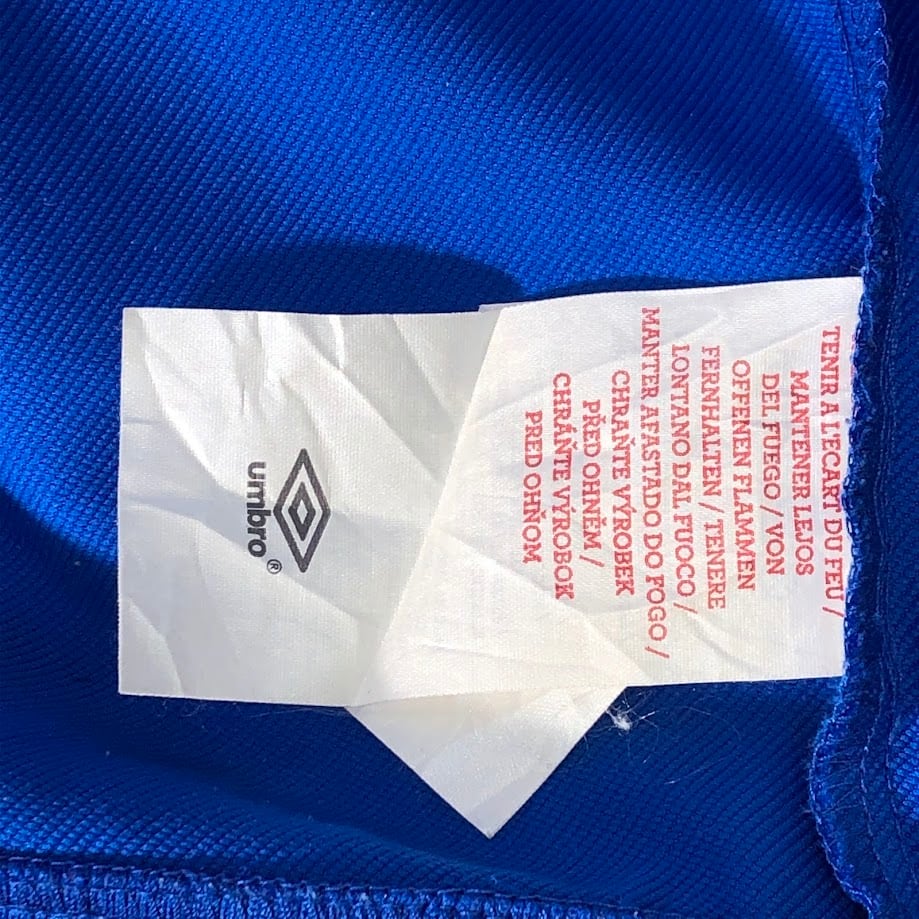 TENIR A LECART DU FEU /
MANTENER LEJOS
DEL FUEGO / VON
OFFENEN FLAMMEN
FERNHALTEN / TENERE
LONTANO DAL FUOCO /
MANTER AFASTADO DO FOGO /
CHRAŇTE VÝROBEK
PŘED OHNĚM /
CHRÁŇTE VÝROBOK
PRED OHŇOM
umbro®